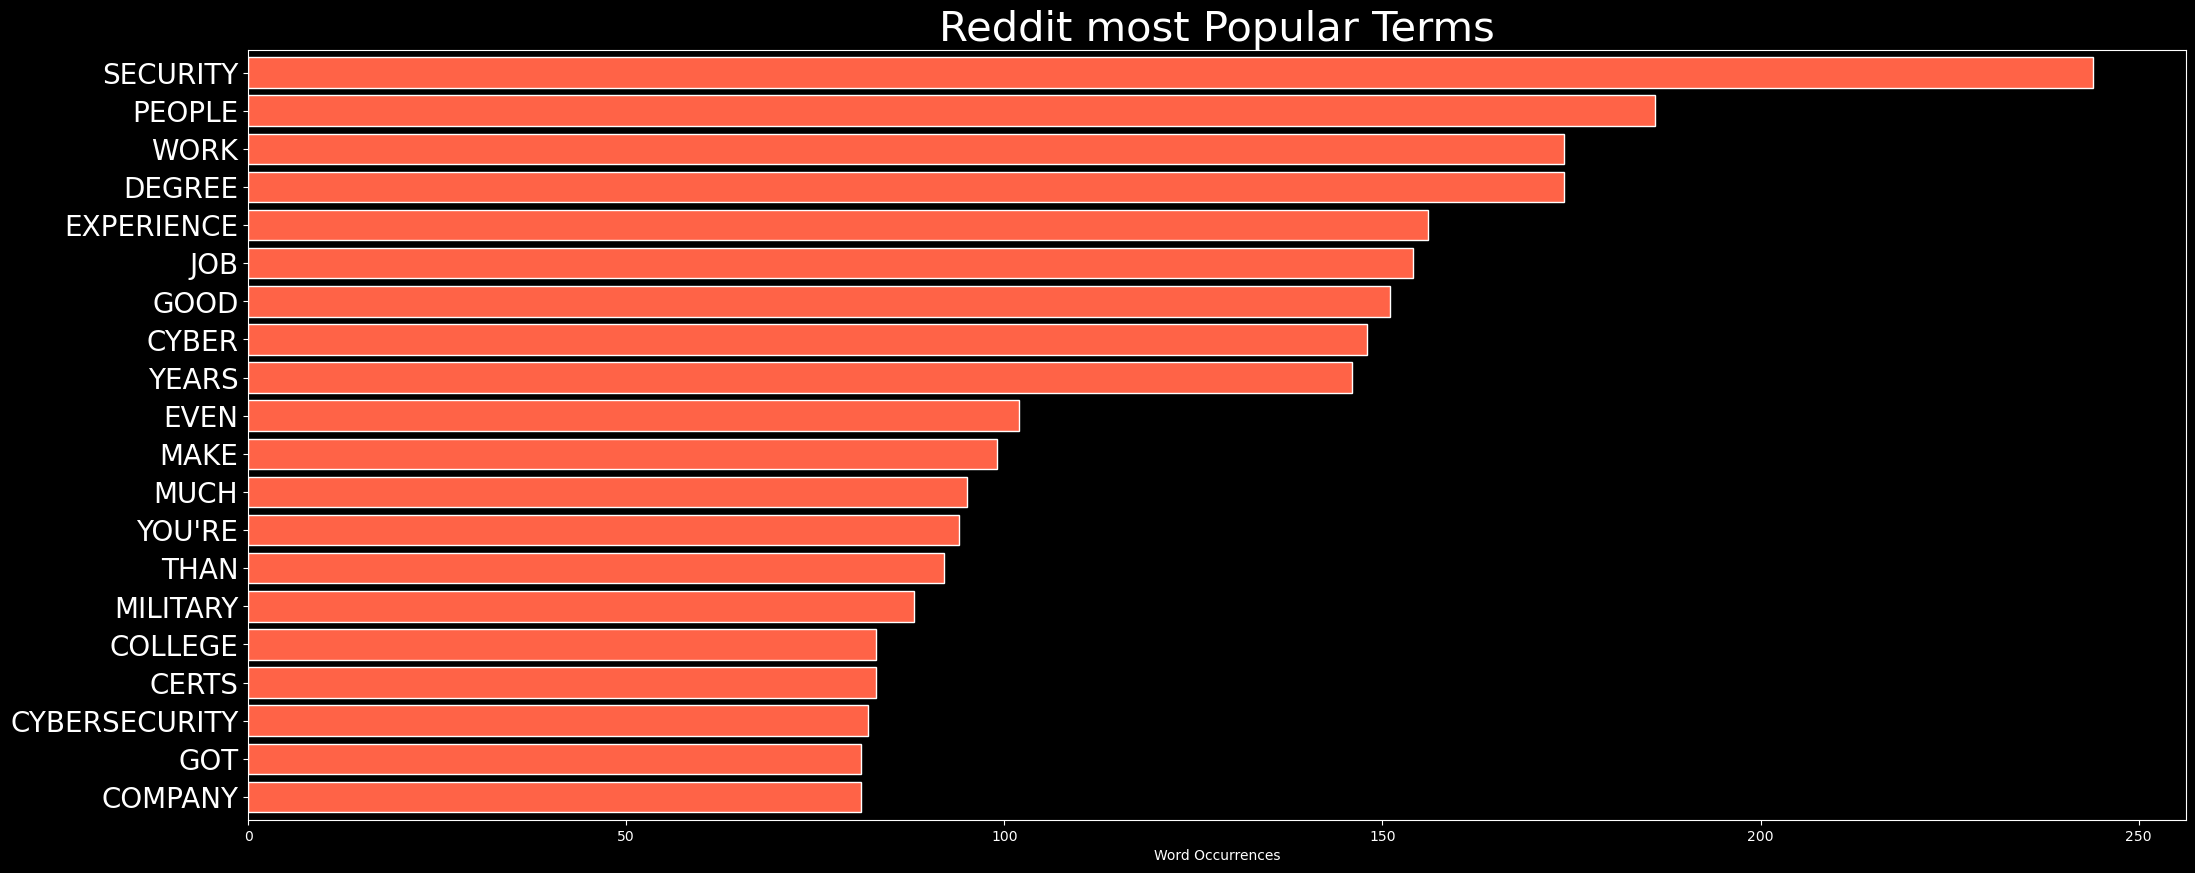 Reddit most Popular Terms
SECURITY
PEOPLE
WORK
DEGREE
EXPERIENCE
JOB
GOOD
CYBER
YEARS
EVEN
MAKE
MUCH
YOU'RE
THAN
MILITARY
COLLEGE
CERTS
CYBERSECURITY
GOT
COMPANY
0 50 100 150 200 250
Word Occurrences